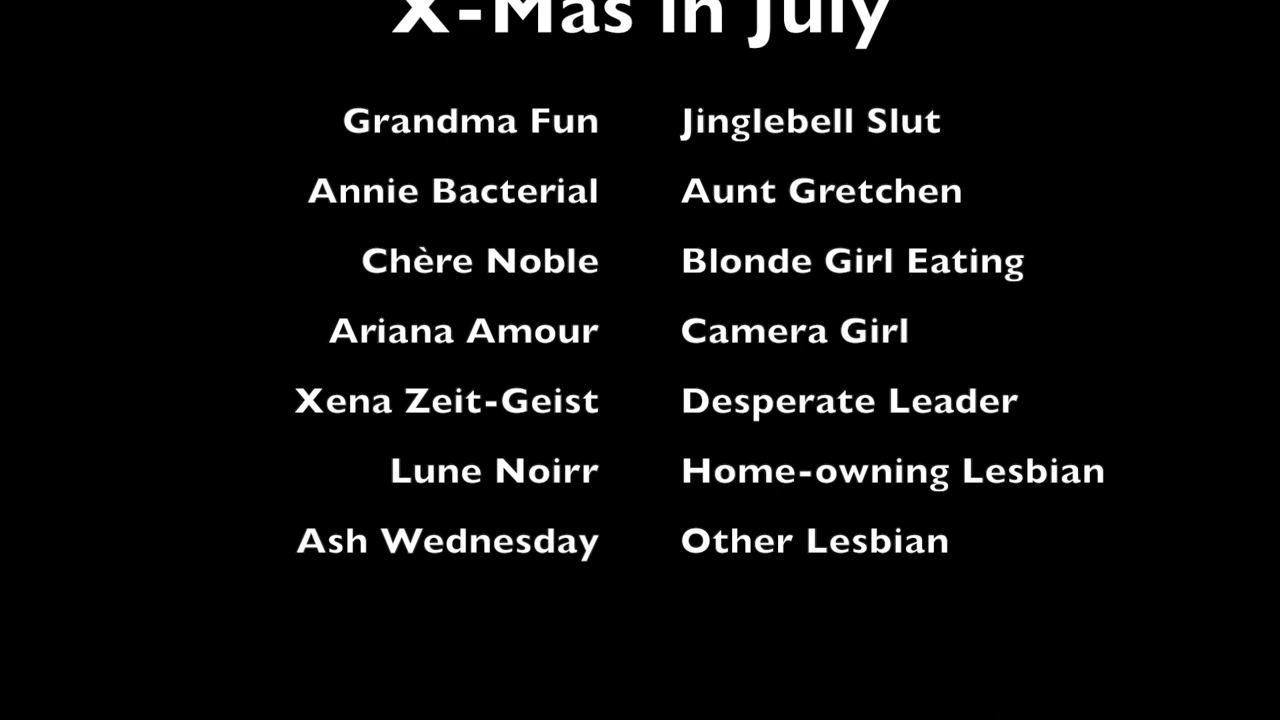 X-Mas in July
Grandma Fun Jinglebell Slut
Annie Bacterial Aunt Gretchen
Chère Noble Blonde Girl Eating
Ariana Amour Camera Girl
Xena Zeit-Geist Desperate Leader
Lune Noirr Home-owning Lesbian
Ash Wednesday Other Lesbian